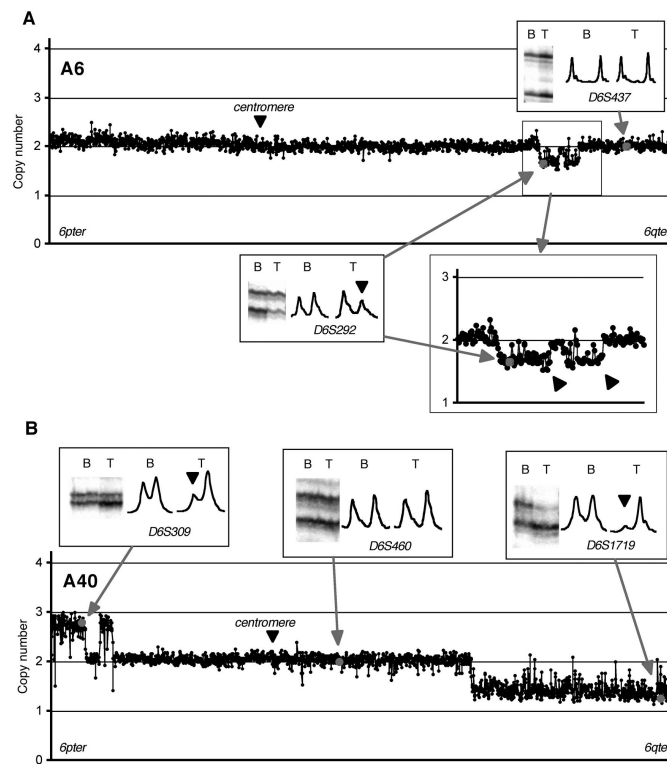 A
B T B T
D6S437
4
A6
3
centromere
2
Copy number
1
0
6pter
6qte
B T B T
D6S292
3
2
1
B
B T B T
D6S309
B T B T
D6S460
B T B T
D6S1719
4
A40
3
centromere
2
Copy number
1
0
6pter
6qte